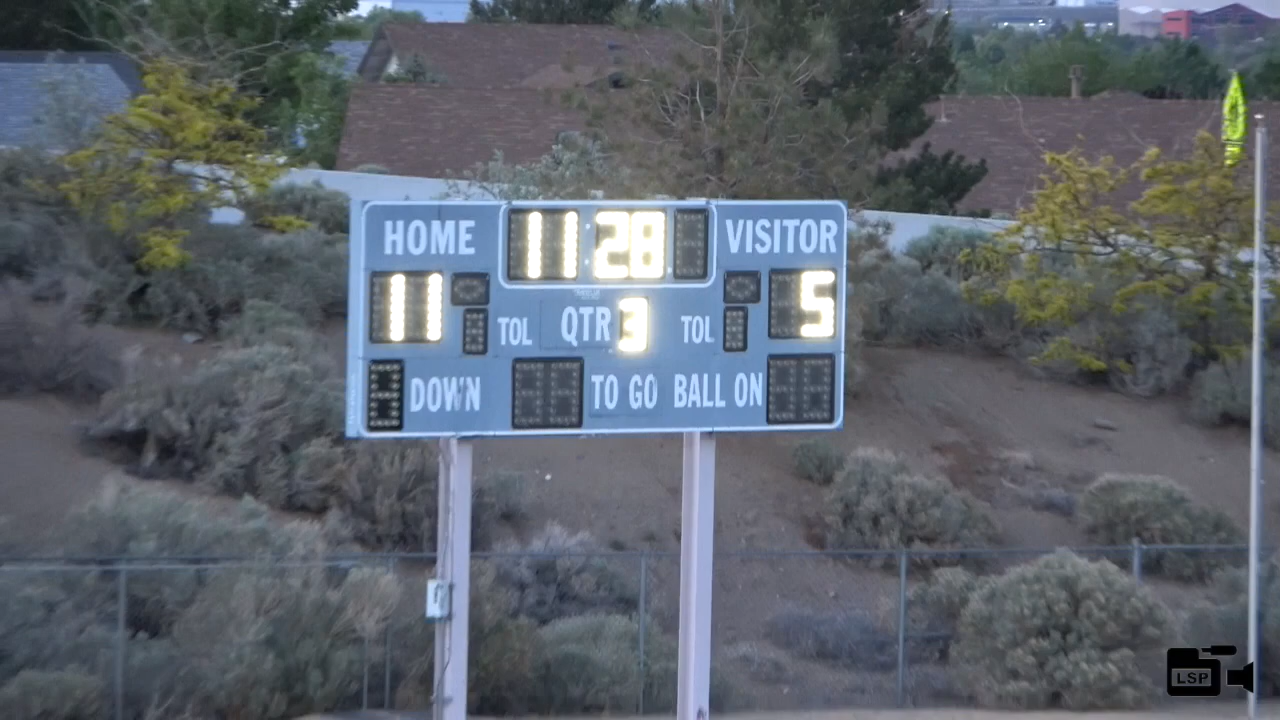 HOME 11:28 VISITOR
11 TOL QTR 3 TOL 5
DOWN TO GO BALL ON
LSP